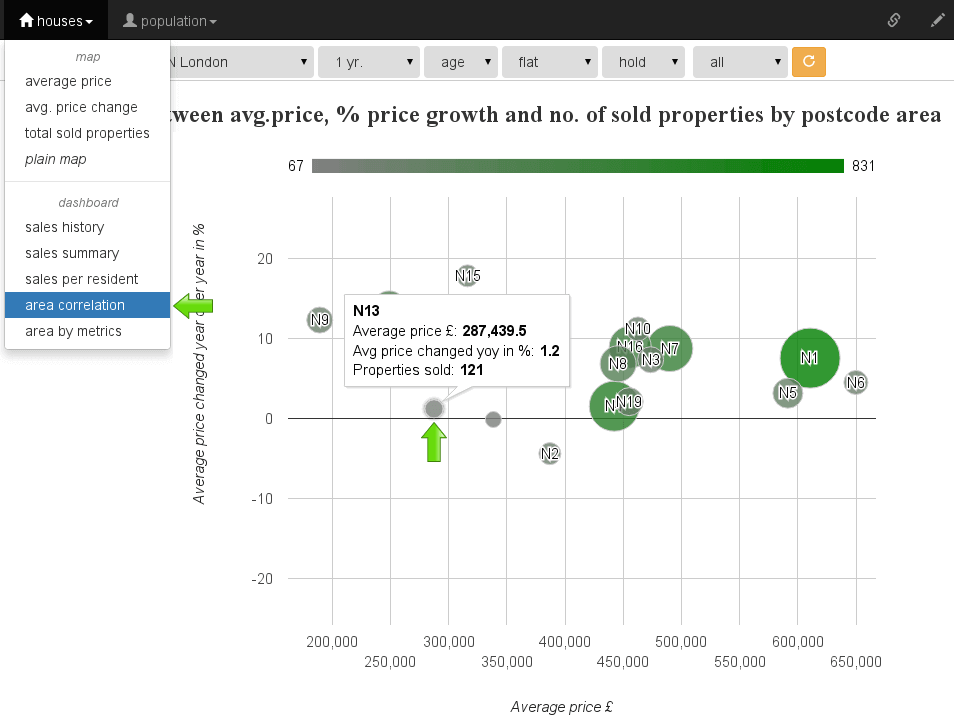 houses
population
map
average price
avg. price change
total sold properties
plain map
dashboard
sales history
sales summary
sales per resident
area correlation
area by metrics
N London
1 yr.
age
flat
hold
all
tween avg.price, % price growth and no. of sold properties by postcode area
67
831
Average price changed year over year in %
20
10
0
-10
-20
N15
N9
N13
Average price £: 287,439.5
Avg price changed yoy in %: 1.2
Properties sold: 121
N10
N16
N7
N3
N8
N1
N6
N5
N
N19
N2
200,000
300,000
400,000
500,000
600,000
250,000
350,000
450,000
550,000
650,000
Average price £